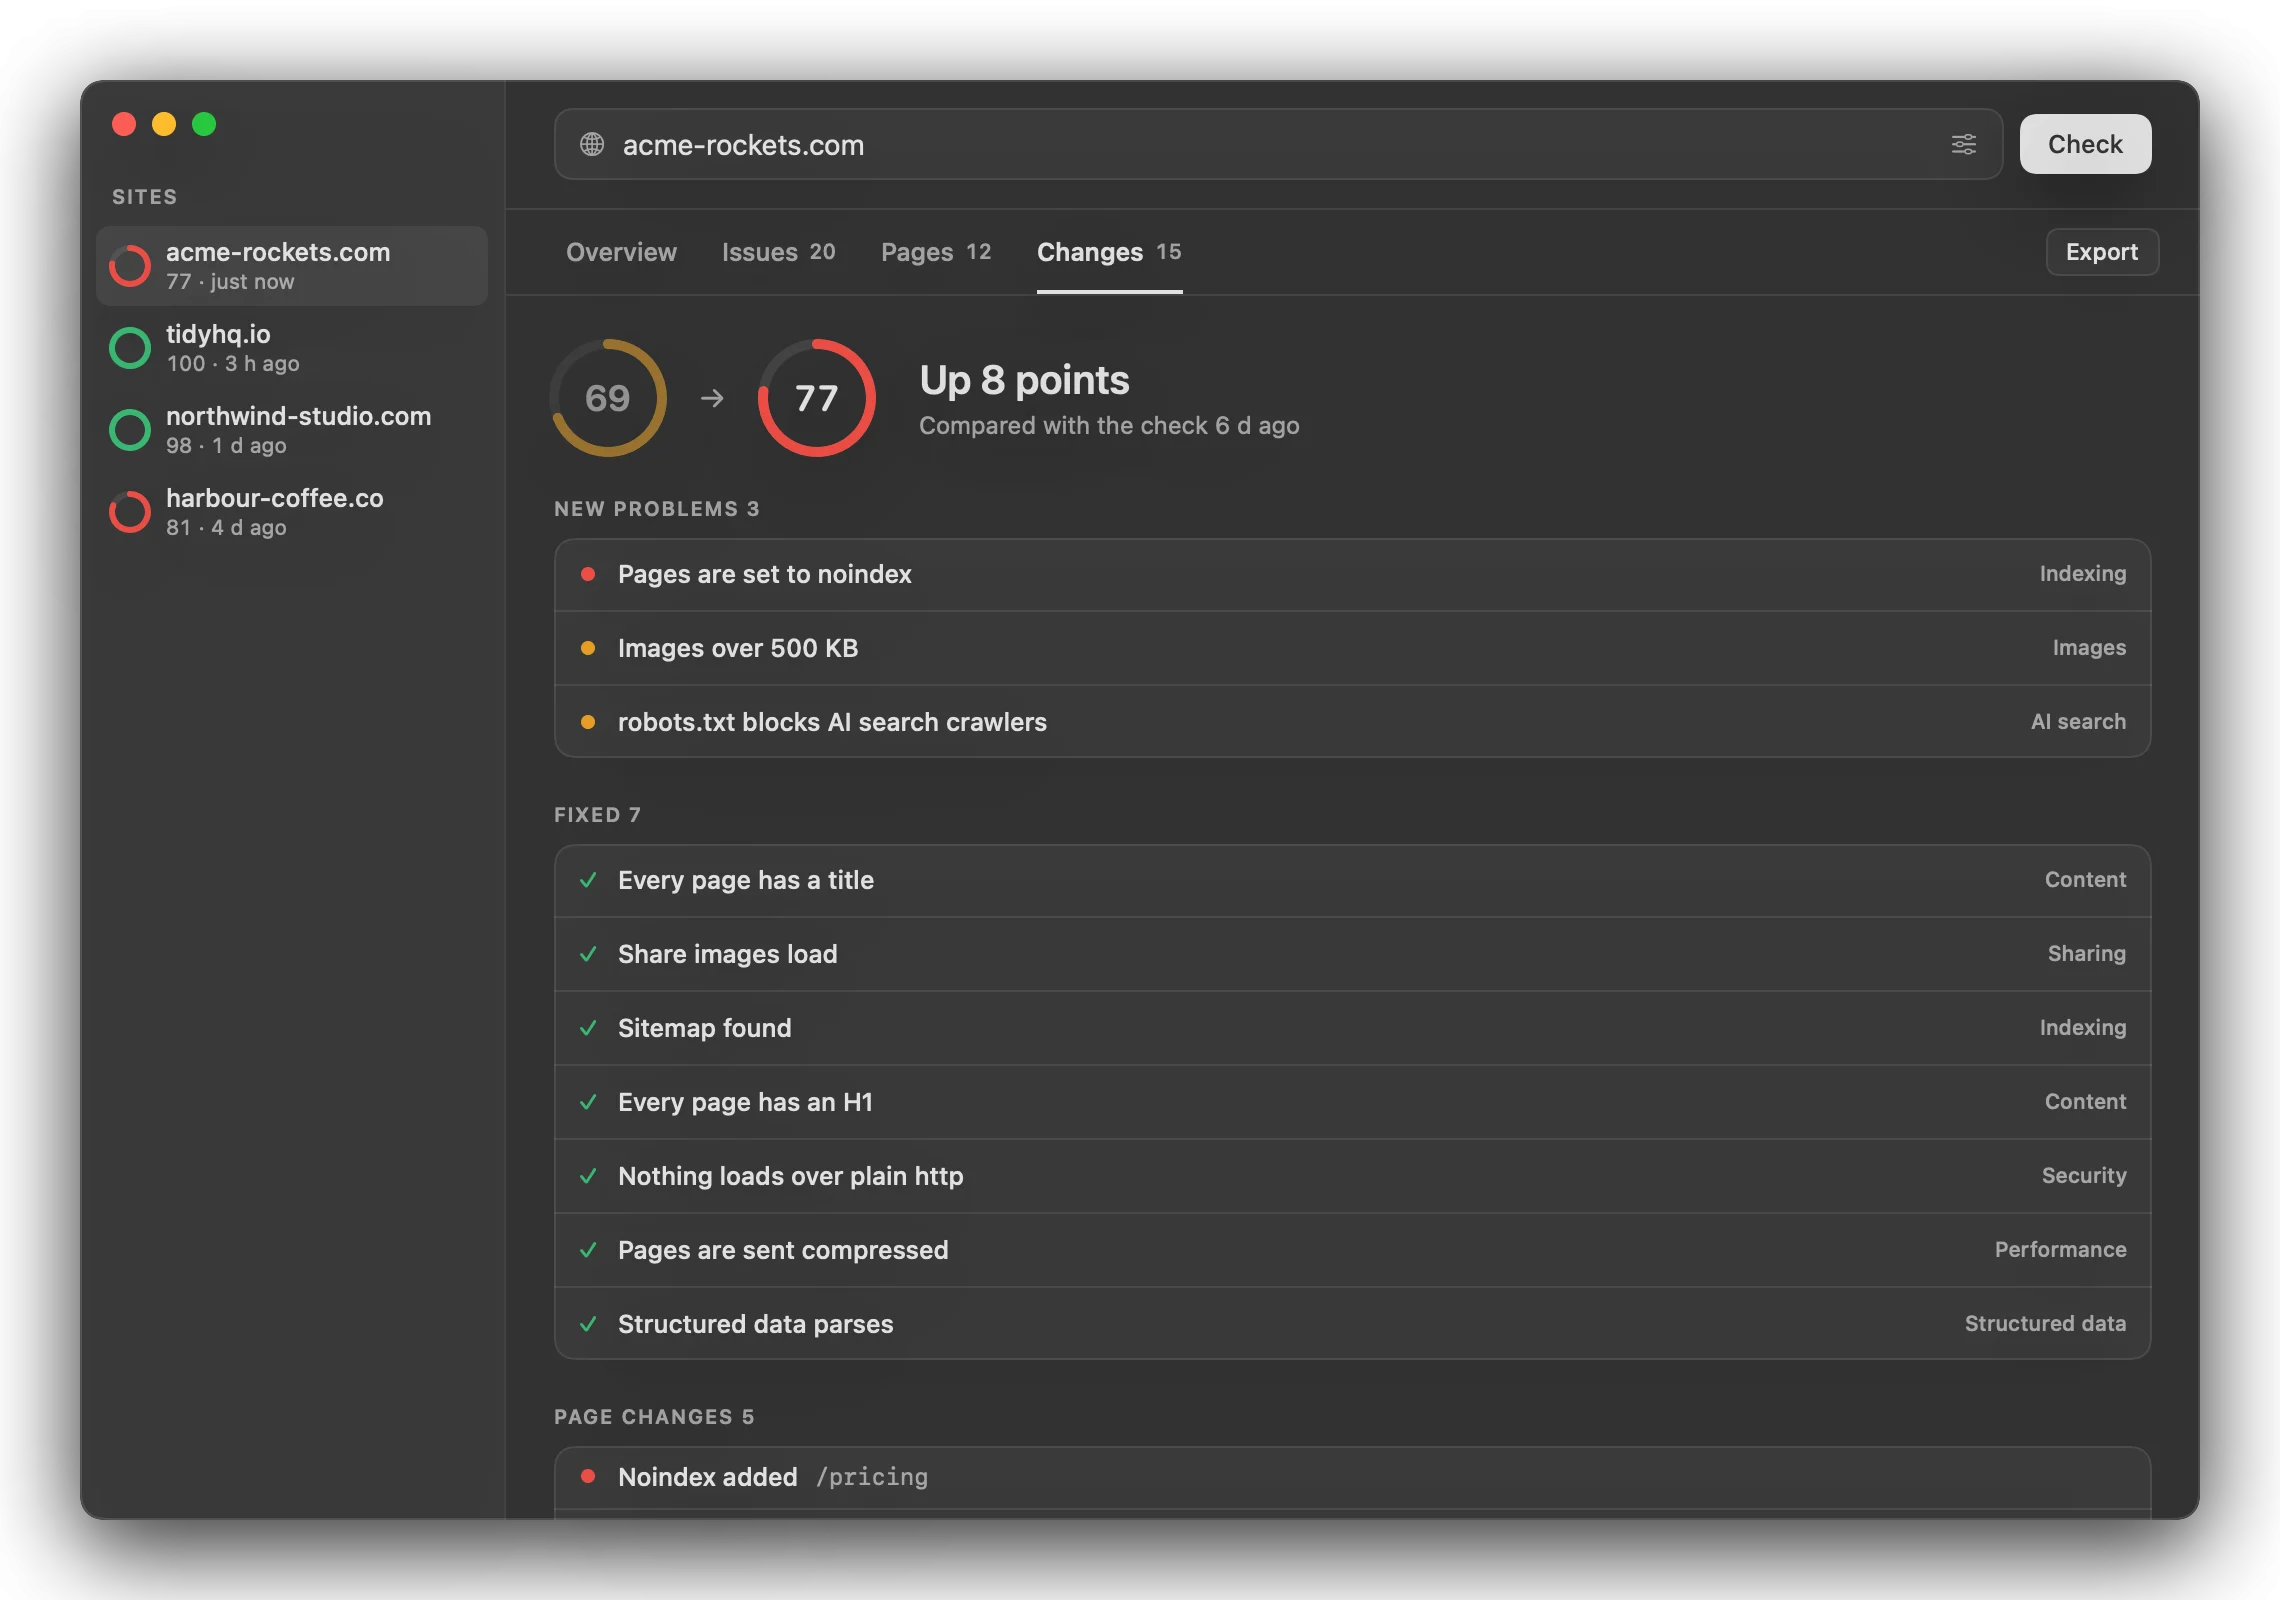 acme-rockets.com
Check
SITES
acme-rockets.com
77 · just now
tidyhq.io
100 · 3 h ago
northwind-studio.com
98 · 1 d ago
harbour-coffee.co
81 · 4 d ago
Overview
Issues 20
Pages 12
Changes 15
Export
69
77
Up 8 points
Compared with the check 6 d ago
NEW PROBLEMS 3
Pages are set to noindex Indexing
Images over 500 KB Images
robots.txt blocks AI search crawlers AI search
FIXED 7
Every page has a title Content
Share images load Sharing
Sitemap found Indexing
Every page has an H1 Content
Nothing loads over plain http Security
Pages are sent compressed Performance
Structured data parses Structured data
PAGE CHANGES 5
Noindex added /pricing